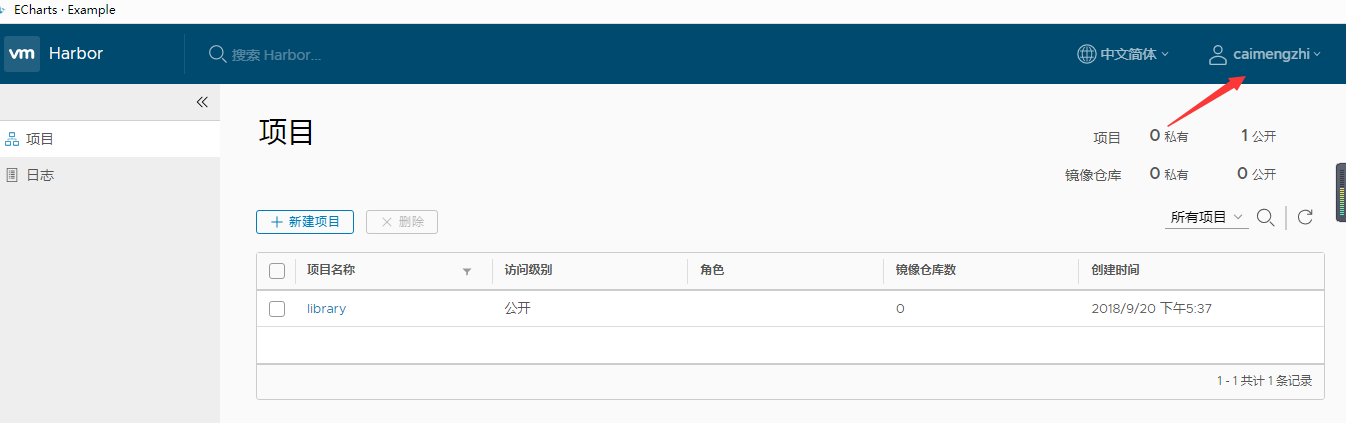 ECharts · Example
vm Harbor 搜索 Harbor... 中文简体 caimengzhi
项目
日志
项目
项目 0 私有 1 公开
镜像仓库 0 私有 0 公开
新建项目 删除 所有项目
项目名称 访问级别 角色 镜像仓库数 创建时间
library 公开 0 2018/9/20 下午5:37
1 - 1 共计 1 条记录